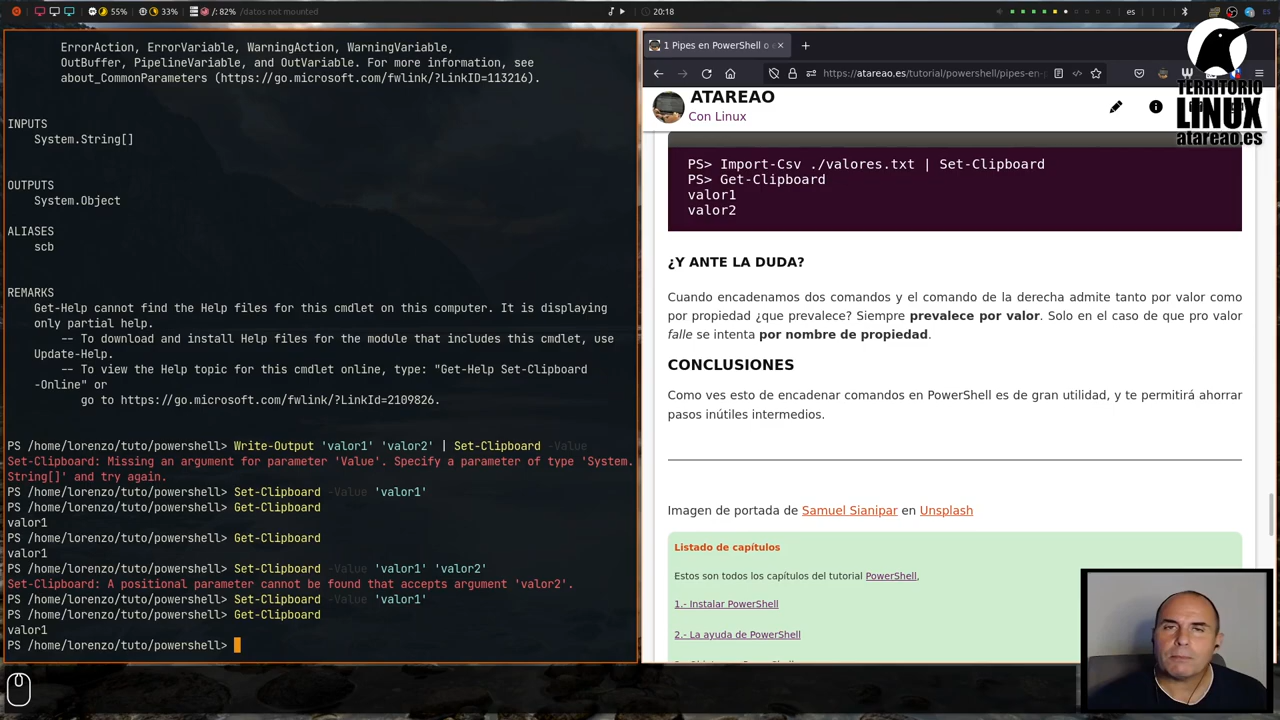 55% 33% /: 82% /datos not mounted 20:18 es ES
ErrorAction, ErrorVariable, WarningAction, WarningVariable,
OutBuffer, PipelineVariable, and OutVariable. For more information, see
about_CommonParameters (https://go.microsoft.com/fwlink/?LinkID=113216).
INPUTS
System.String[]
OUTPUTS
System.Object
ALIASES
scb
REMARKS
Get-Help cannot find the Help files for this cmdlet on this computer. It is displaying
only partial help.
-- To download and install Help files for the module that includes this cmdlet, use
Update-Help.
-- To view the Help topic for this cmdlet online, type: "Get-Help Set-Clipboard
-Online" or
go to https://go.microsoft.com/fwlink/?LinkId=2109826.
PS /home/lorenzo/tuto/powershell> Write-Output 'valor1' 'valor2' | Set-Clipboard -Value
Set-Clipboard: Missing an argument for parameter 'Value'. Specify a parameter of type 'System.
String[]' and try again.
PS /home/lorenzo/tuto/powershell> Set-Clipboard -Value 'valor1'
PS /home/lorenzo/tuto/powershell> Get-Clipboard
valor1
PS /home/lorenzo/tuto/powershell> Get-Clipboard
valor1
PS /home/lorenzo/tuto/powershell> Set-Clipboard -Value 'valor1' 'valor2'
Set-Clipboard: A positional parameter cannot be found that accepts argument 'valor2'.
PS /home/lorenzo/tuto/powershell> Set-Clipboard -Value 'valor1'
PS /home/lorenzo/tuto/powershell> Get-Clipboard
valor1
PS /home/lorenzo/tuto/powershell>
1 Pipes en PowerShell o
https://atareao.es/tutorial/powershell/pipes-en-p
TERRITORIO
LINUX
atareao.es
ATAREAO
Con Linux
PS> Import-Csv ./valores.txt | Set-Clipboard
PS> Get-Clipboard
valor1
valor2
¿Y ANTE LA DUDA?
Cuando encadenamos dos comandos y el comando de la derecha admite tanto por valor como
por propiedad ¿que prevalece? Siempre prevalece por valor. Solo en el caso de que pro valor
falle se intenta por nombre de propiedad.
CONCLUSIONES
Como ves esto de encadenar comandos en PowerShell es de gran utilidad, y te permitirá ahorrar
pasos inútiles intermedios.
Imagen de portada de Samuel Sianipar en Unsplash
Listado de capítulos
Estos son todos los capítulos del tutorial PowerShell,
1.- Instalar PowerShell
2.- La ayuda de PowerShell